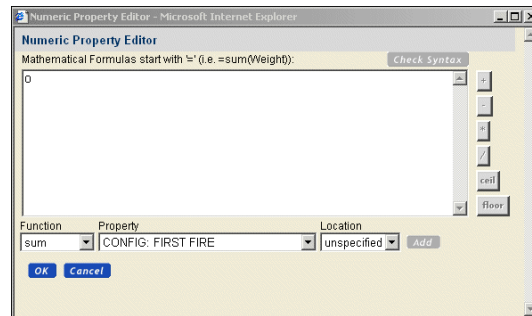 Numeric Property Editor - Microsoft Internet Explorer
Numeric Property Editor
Mathematical Formulas start with '=' (i.e. =sum(Weight)):
Check Syntax
0
+
-
*
/
ceil
floor
Function Property Location
sum CONFIG: FIRST FIRE unspecified Add
OK Cancel